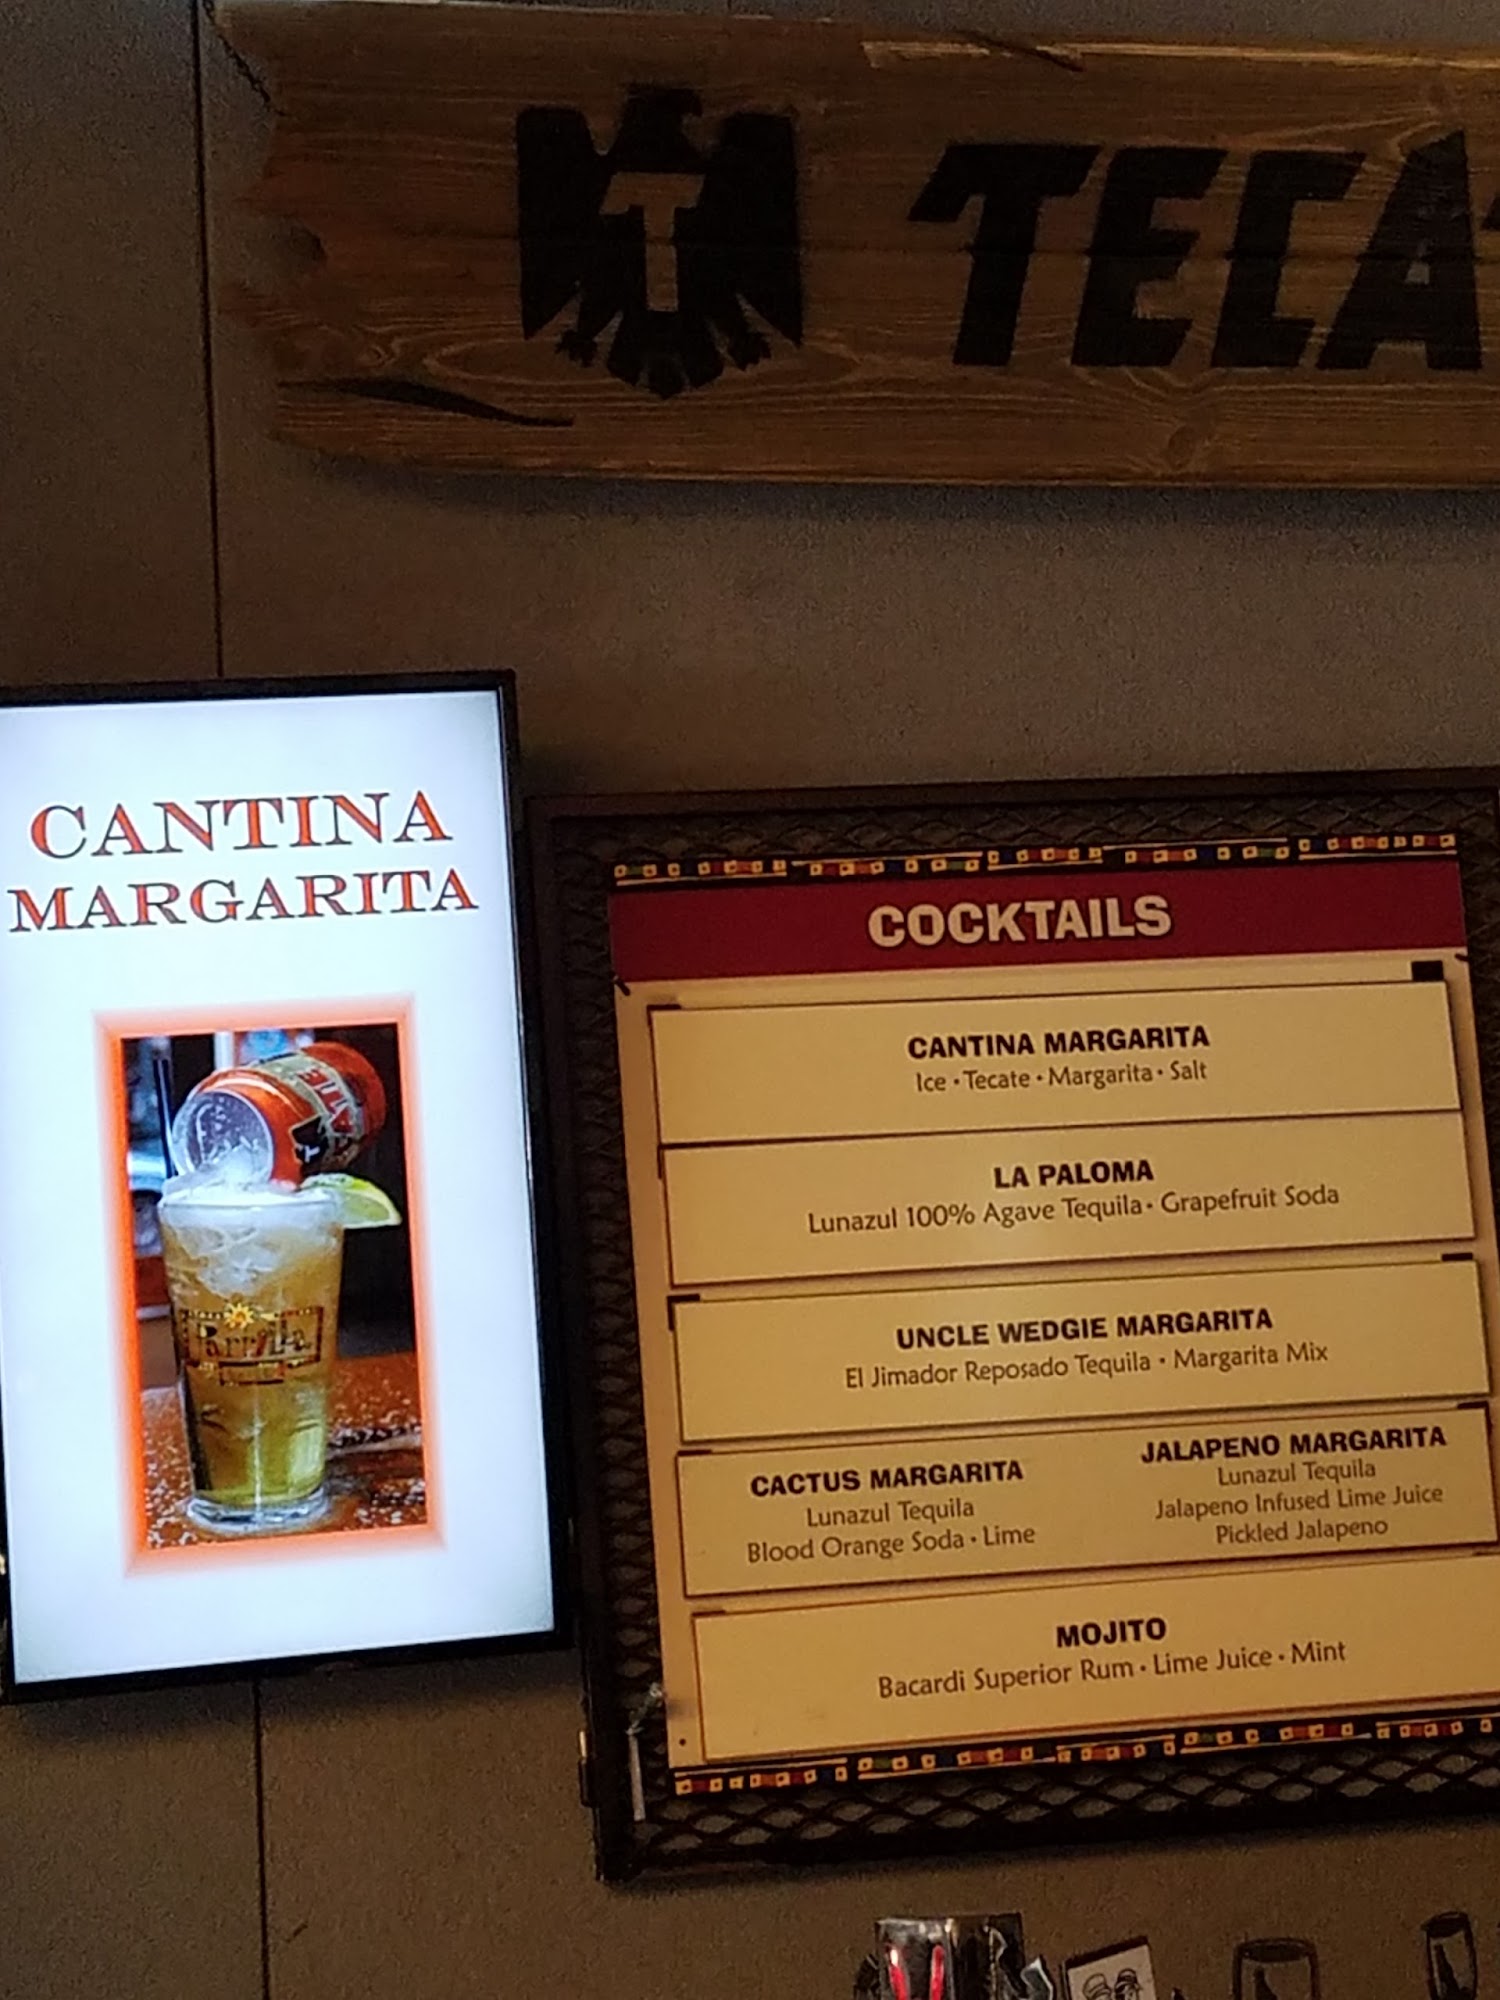 T
TECA
CANTINA
MARGARITA
Parrilla
COCKTAILS
CANTINA MARGARITA
Ice • Tecate • Margarita • Salt
LA PALOMA
Lunazul 100% Agave Tequila • Grapefruit Soda
UNCLE WEDGIE MARGARITA
El Jimador Reposado Tequila • Margarita Mix
CACTUS MARGARITA
Lunazul Tequila
Blood Orange Soda • Lime
JALAPENO MARGARITA
Lunazul Tequila
Jalapeno Infused Lime Juice
Pickled Jalapeno
MOJITO
Bacardi Superior Rum • Lime Juice • Mint